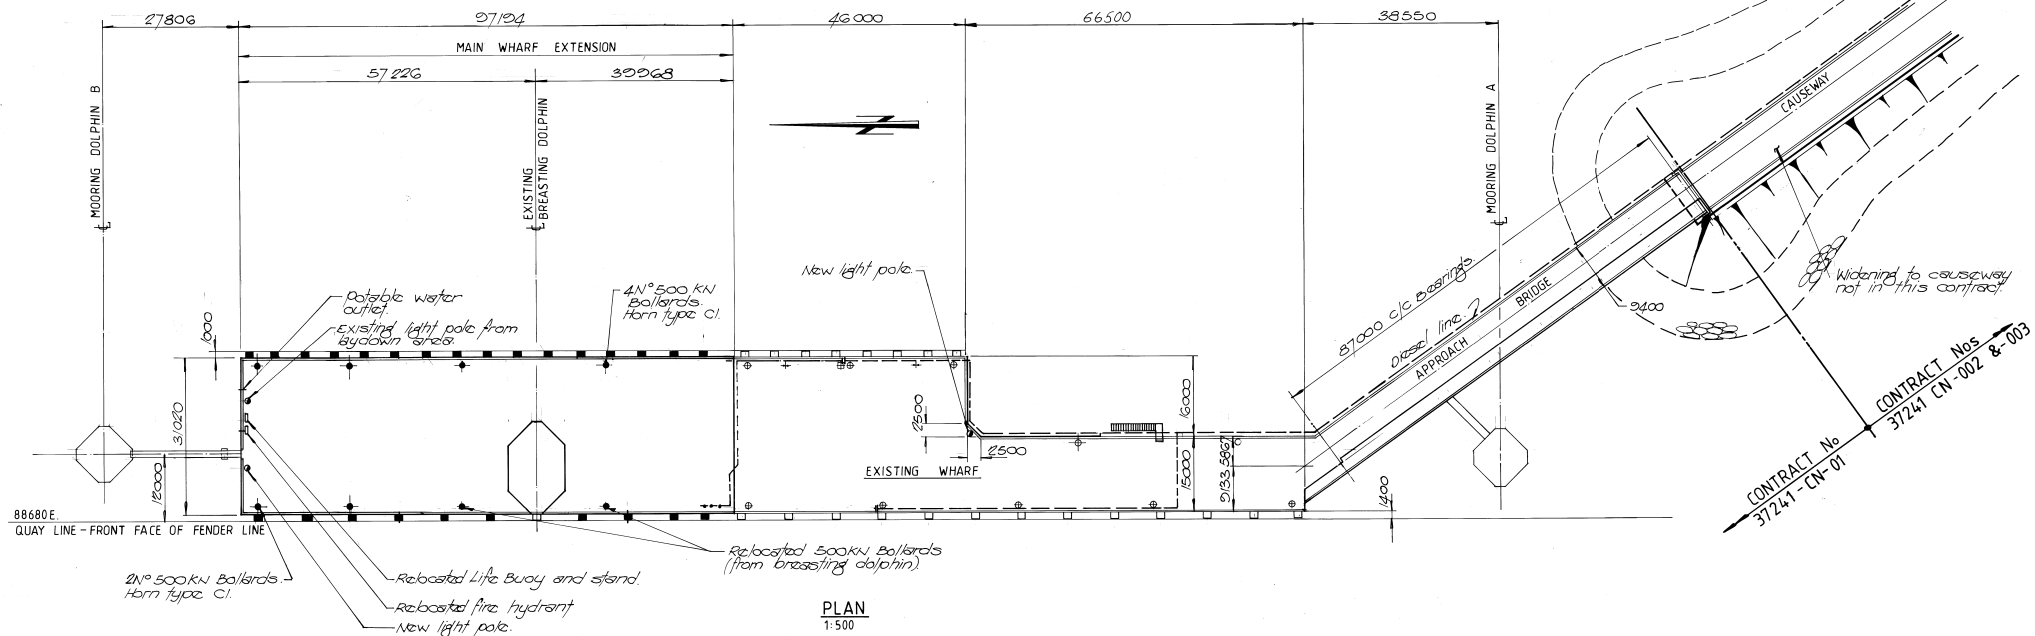 27806
97194
46000
66500
38550
MAIN WHARF EXTENSION
57226
39968
MOORING DOLPHIN B
EXISTING
BREASTING DOLPHIN
MOORING DOLPHIN A
CAUSEWAY
New light pole.
87000 c/c Bearings.
Diesel line ?
APPROACH BRIDGE
9400
Widening to causeway
not in this contract.
Potable water
outlet.
Existing light pole from
laydown area.
4N° 500 KN
Bollards.
Horn type C1.
1000
31020
12000
2500
2500
16000
15000
9133
5867
1400
EXISTING WHARF
CONTRACT Nos
37241 CN-002 &-003
CONTRACT No
37241-CN-01
88680E.
QUAY LINE - FRONT FACE OF FENDER LINE
2N° 500KN Bollards.
Horn type C1.
Relocated Life Buoy and stand.
Relocated fire hydrant
New light pole.
Relocated 500KN Bollards
(from breasting dolphin).
PLAN
1:500